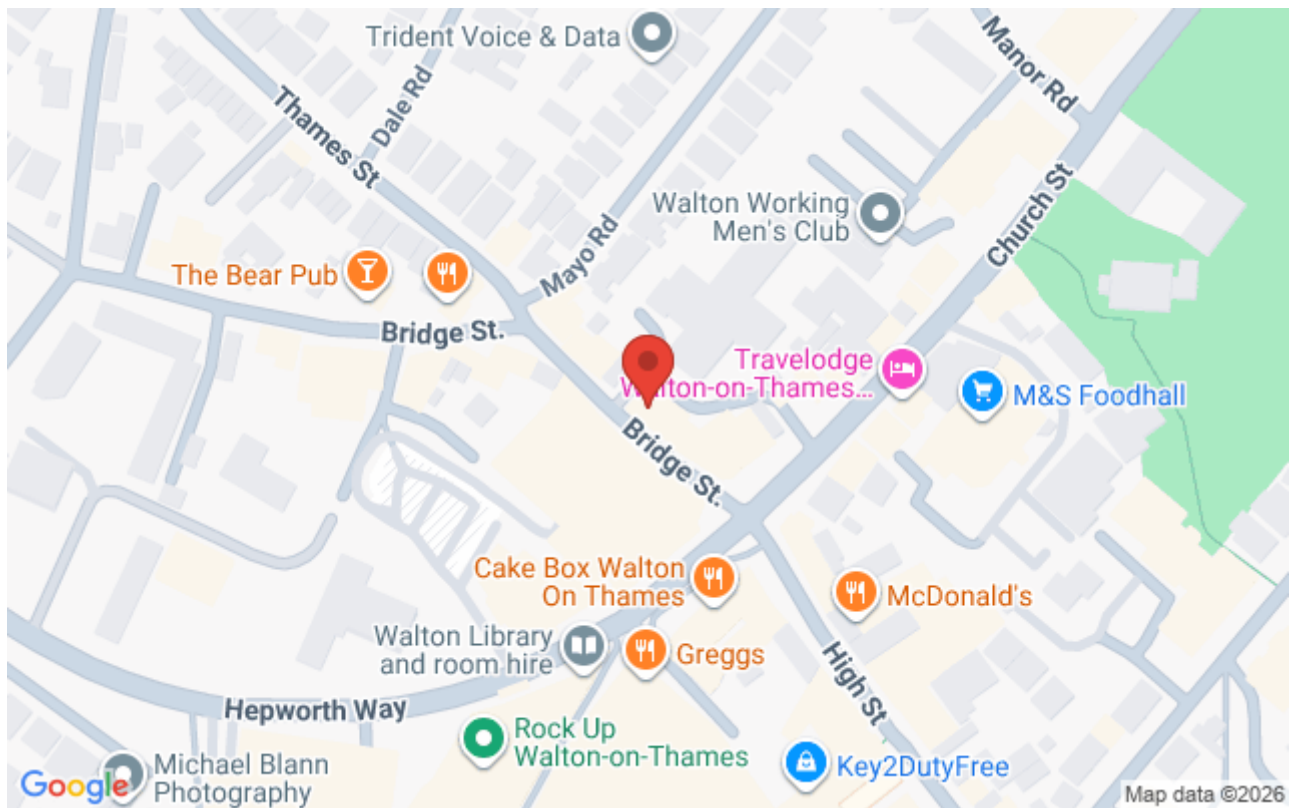 Trident Voice & Data
Manor Rd
Dale Rd
Thames St
Walton Working
Men's Club
Church St
Mayo Rd
The Bear Pub
Bridge St.
Travelodge
Walton-on-Thames...
M&S Foodhall
Bridge St.
Cake Box Walton
On Thames
McDonald's
Walton Library
and room hire
Greggs
High St
Hepworth Way
Rock Up
Walton-on-Thames
Key2DutyFree
Michael Blann
Photography
Google
Map data ©2026